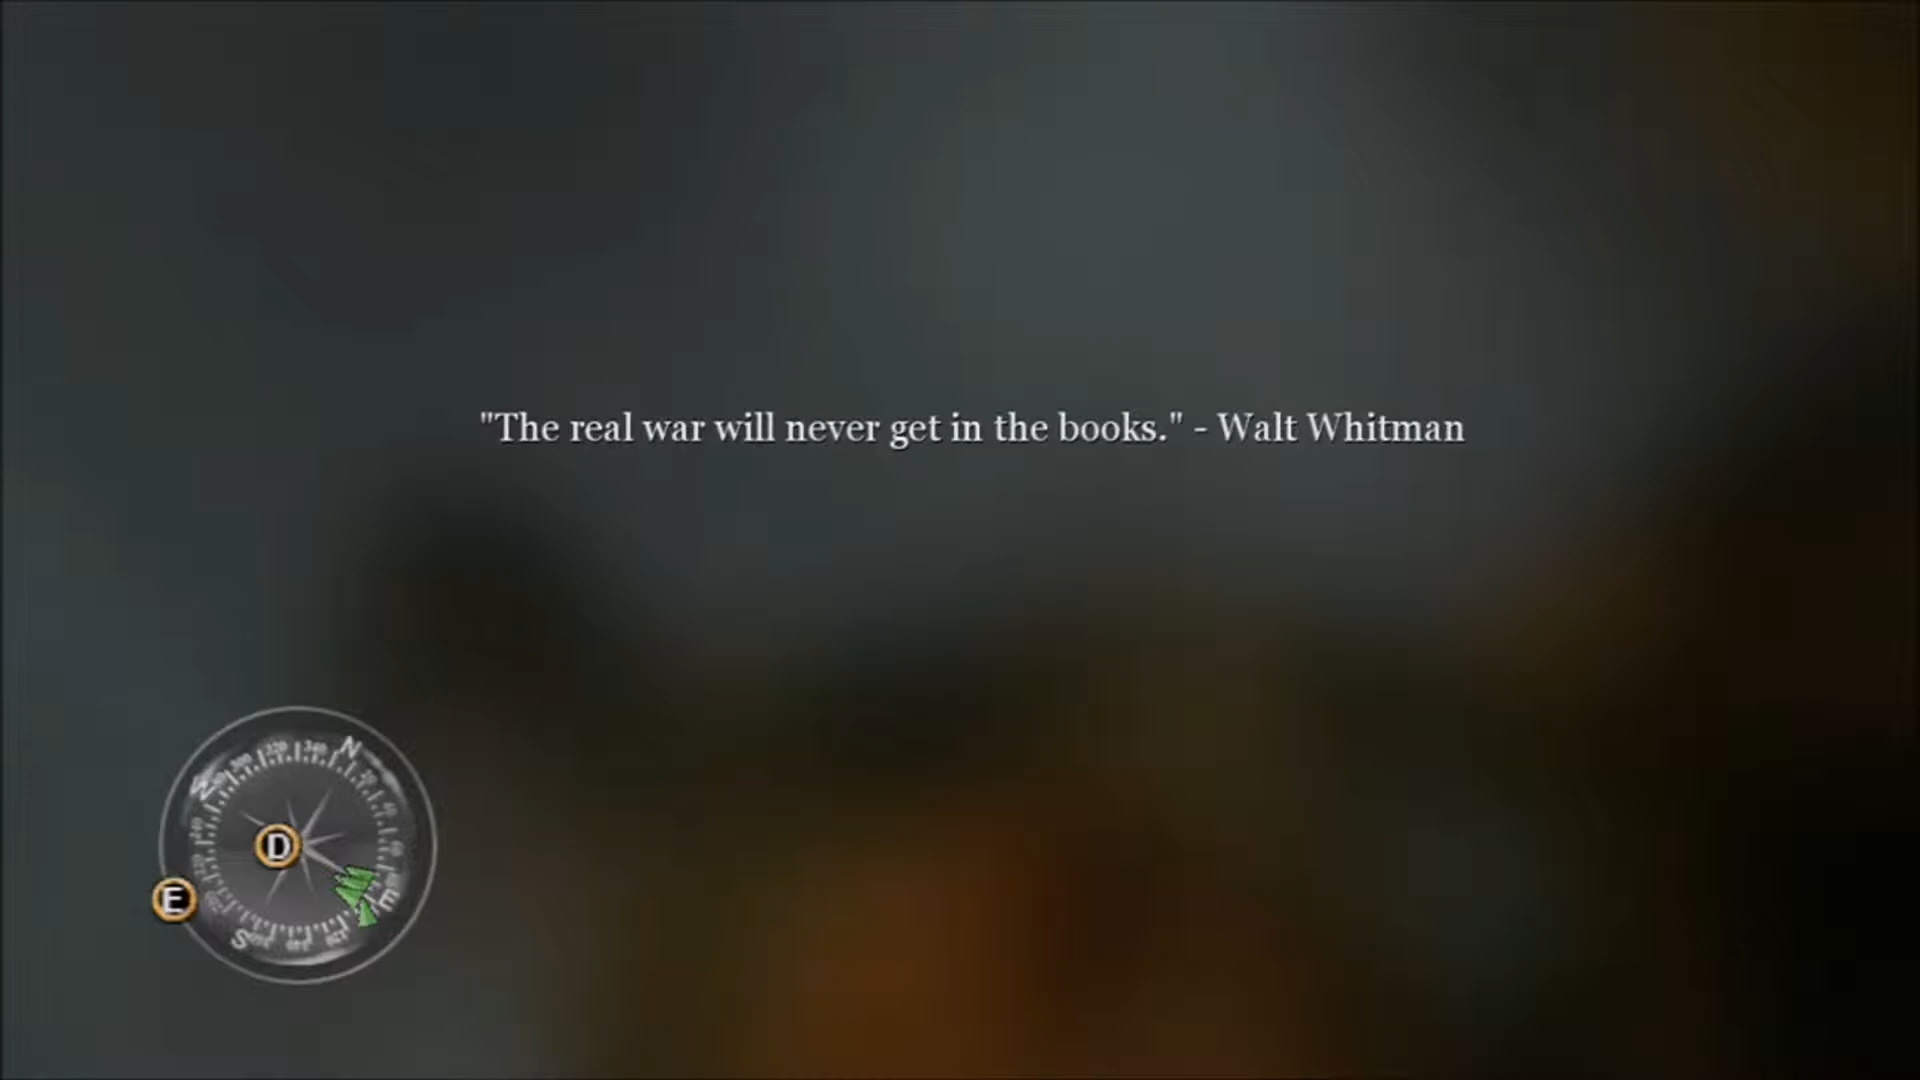 "The real war will never get in the books." - Walt Whitman
N
D
E
E
S